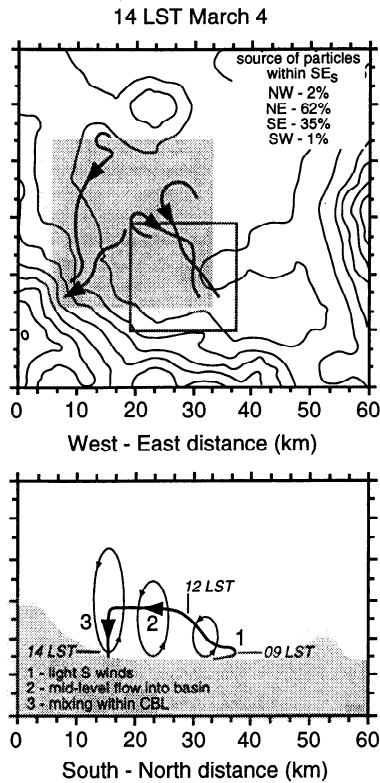 14 LST March 4
source of particles
within SEs
NW - 2%
NE - 62%
SE - 35%
SW - 1%
0 10 20 30 40 50 60
West - East distance (km)
12 LST
3
2
1
14 LST
09 LST
1 - light S winds
2 - mid-level flow into basin
3 - mixing within CBL
0 10 20 30 40 50 60
South - North distance (km)